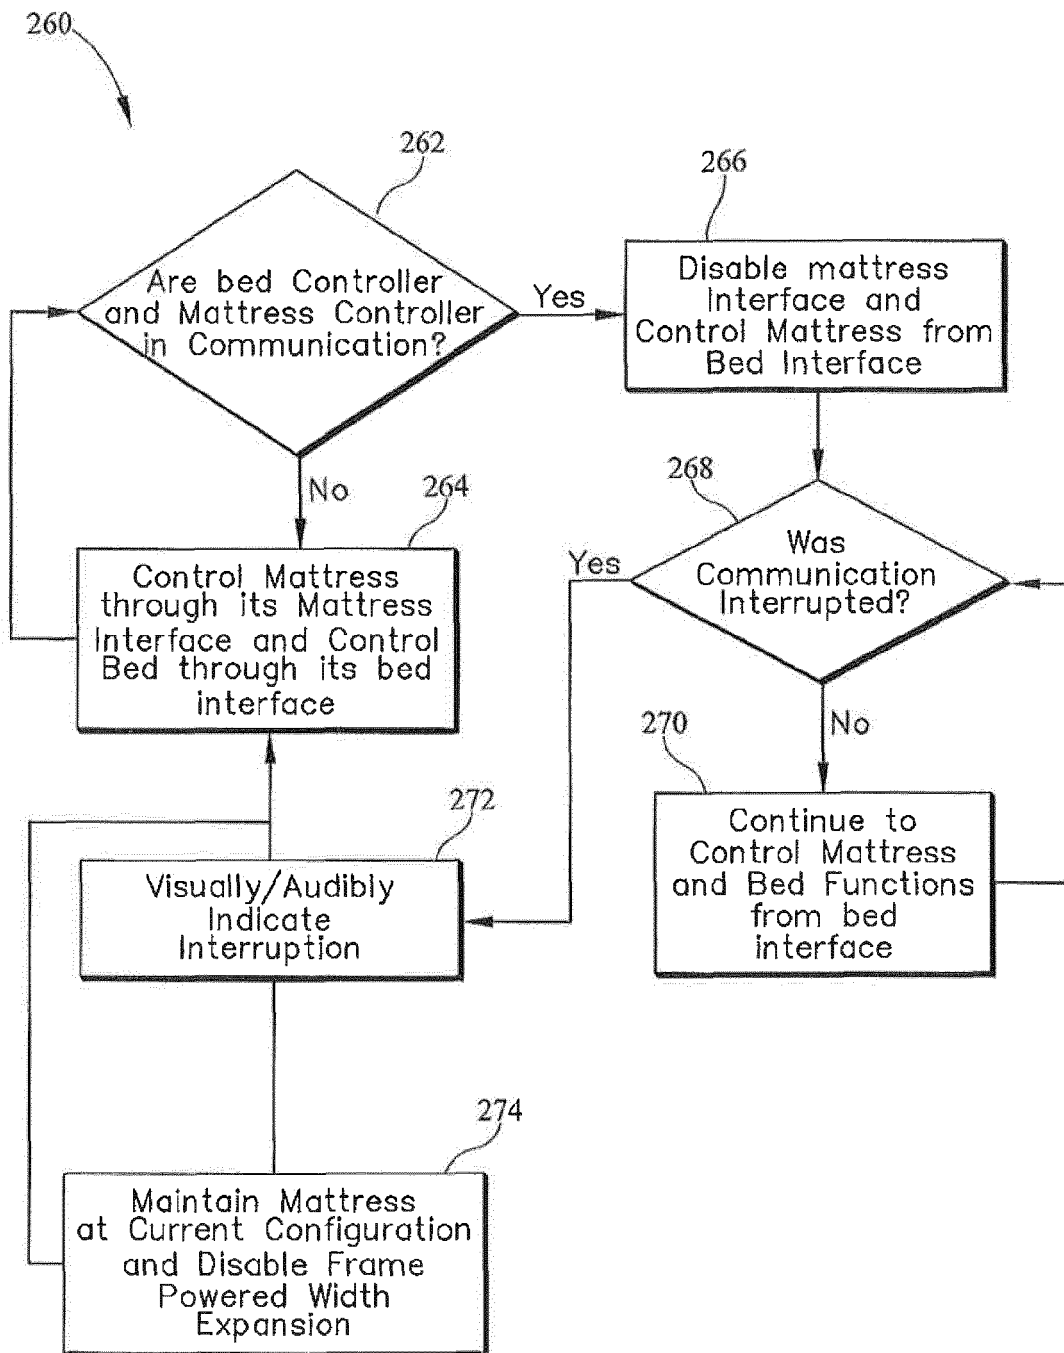 260
262
Are bed Controller
and Mattress Controller
in Communication?
Yes
266
Disable mattress
Interface and
Control Mattress from
Bed Interface
No
264
Control Mattress
through its Mattress
Interface and Control
Bed through its bed
interface
268
Was
Communication
Interrupted?
Yes
No
270
Continue to
Control Mattress
and Bed Functions
from bed
interface
272
Visually/Audibly
Indicate
Interruption
274
Maintain Mattress
at Current Configuration
and Disable Frame
Powered Width
Expansion